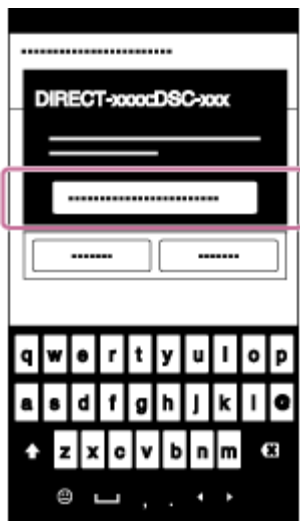 DIRECT-xxxx:DSC-xxx
q w e r t y u i o p
a s d f g h j k l @
z x c v b n m
, .